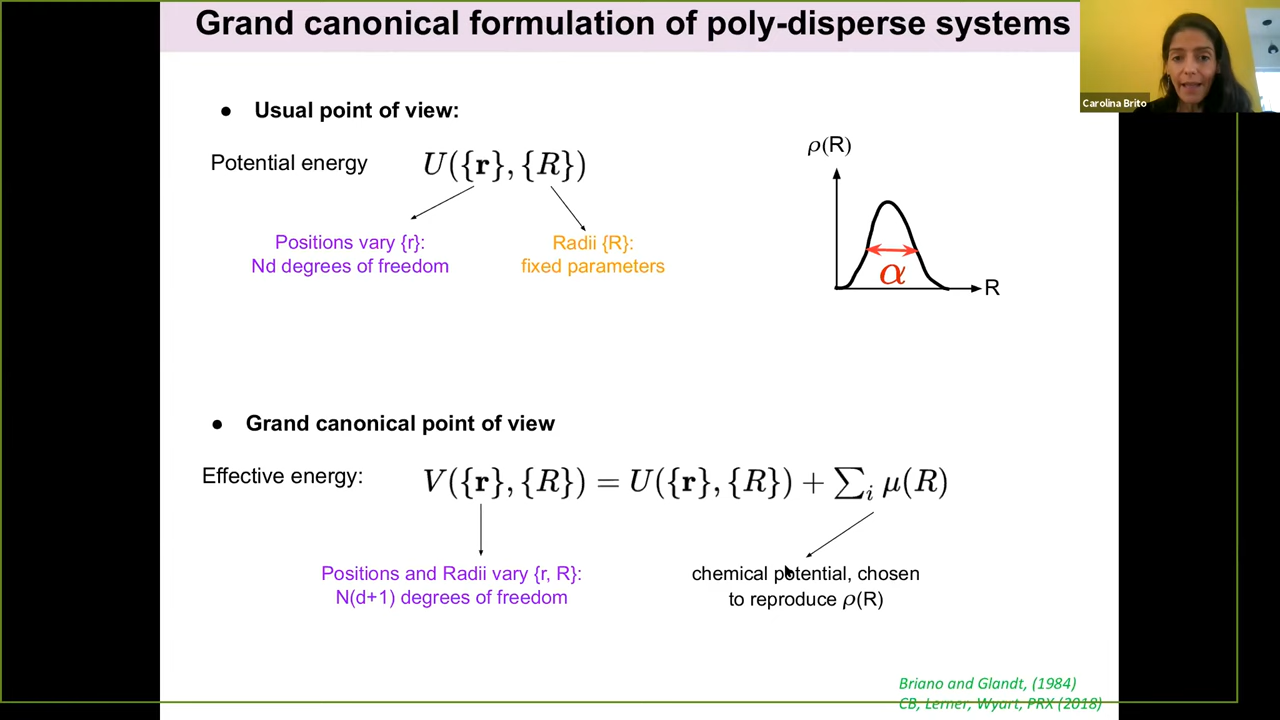 Grand canonical formulation of poly-disperse systems
Carolina Brito
● Usual point of view:
Potential energy
U({r}, {R})
ρ(R)
Positions vary {r}:
Nd degrees of freedom
Radii {R}:
fixed parameters
α
R
● Grand canonical point of view
Effective energy:
V({r}, {R}) = U({r}, {R}) + ∑ᵢ μ(R)
Positions and Radii vary {r, R}:
N(d+1) degrees of freedom
chemical potential, chosen
to reproduce ρ(R)
Briano and Glandt, (1984)
CB, Lerner, Wyart, PRX (2018)